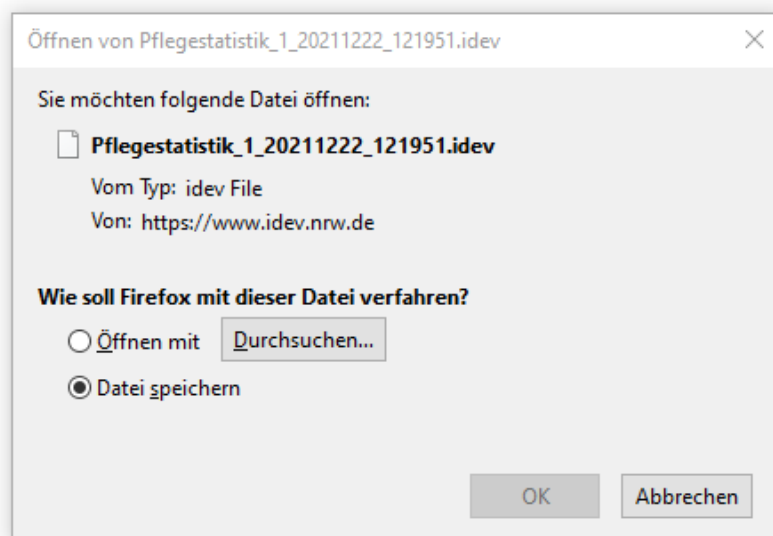 Öffnen von Pflegestatistik_1_20211222_121951.idev
Sie möchten folgende Datei öffnen:
Pflegestatistik_1_20211222_121951.idev
Vom Typ: idev File
Von: https://www.idev.nrw.de
Wie soll Firefox mit dieser Datei verfahren?
Öffnen mit Durchsuchen...
Datei speichern
OK Abbrechen